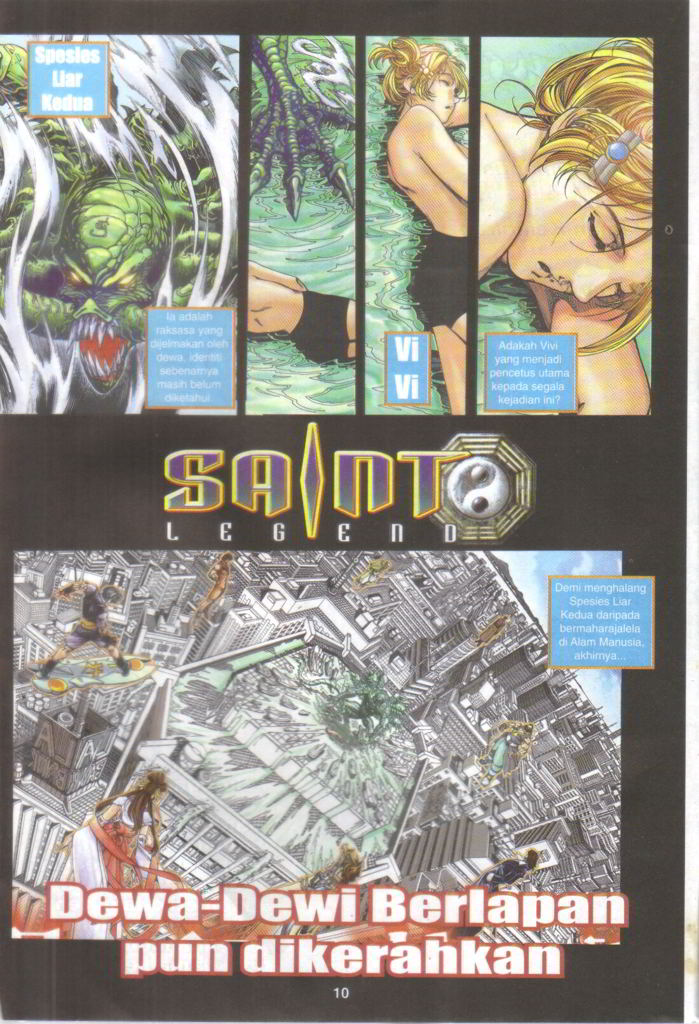 Spesies
Liar
Kedua
Ia adalah
raksasa yang
dijelmakan oleh
dewa, identiti
sebenarnya
masih belum
diketahui
Vi
Vi
Adakah Vivi
yang menjadi
pencetus utama
kepada segala
kejadian ini?
SAINT
LEGEND
Demi menghalang
Spesies Liar
Kedua daripada
bermaharajalela
di Alam Manusia,
akhirnya...
Dewa-Dewi Berlapan
pun dikerahkan
10